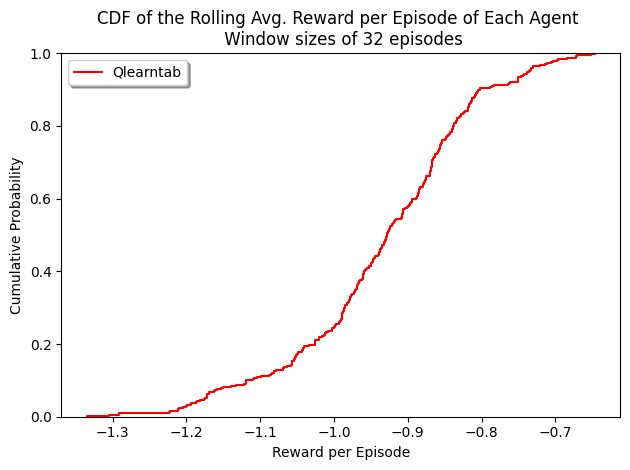 CDF of the Rolling Avg. Reward per Episode of Each Agent
Window sizes of 32 episodes
Qlearntab
Cumulative Probability
1.0
0.8
0.6
0.4
0.2
0.0
−1.3 −1.2 −1.1 −1.0 −0.9 −0.8 −0.7
Reward per Episode